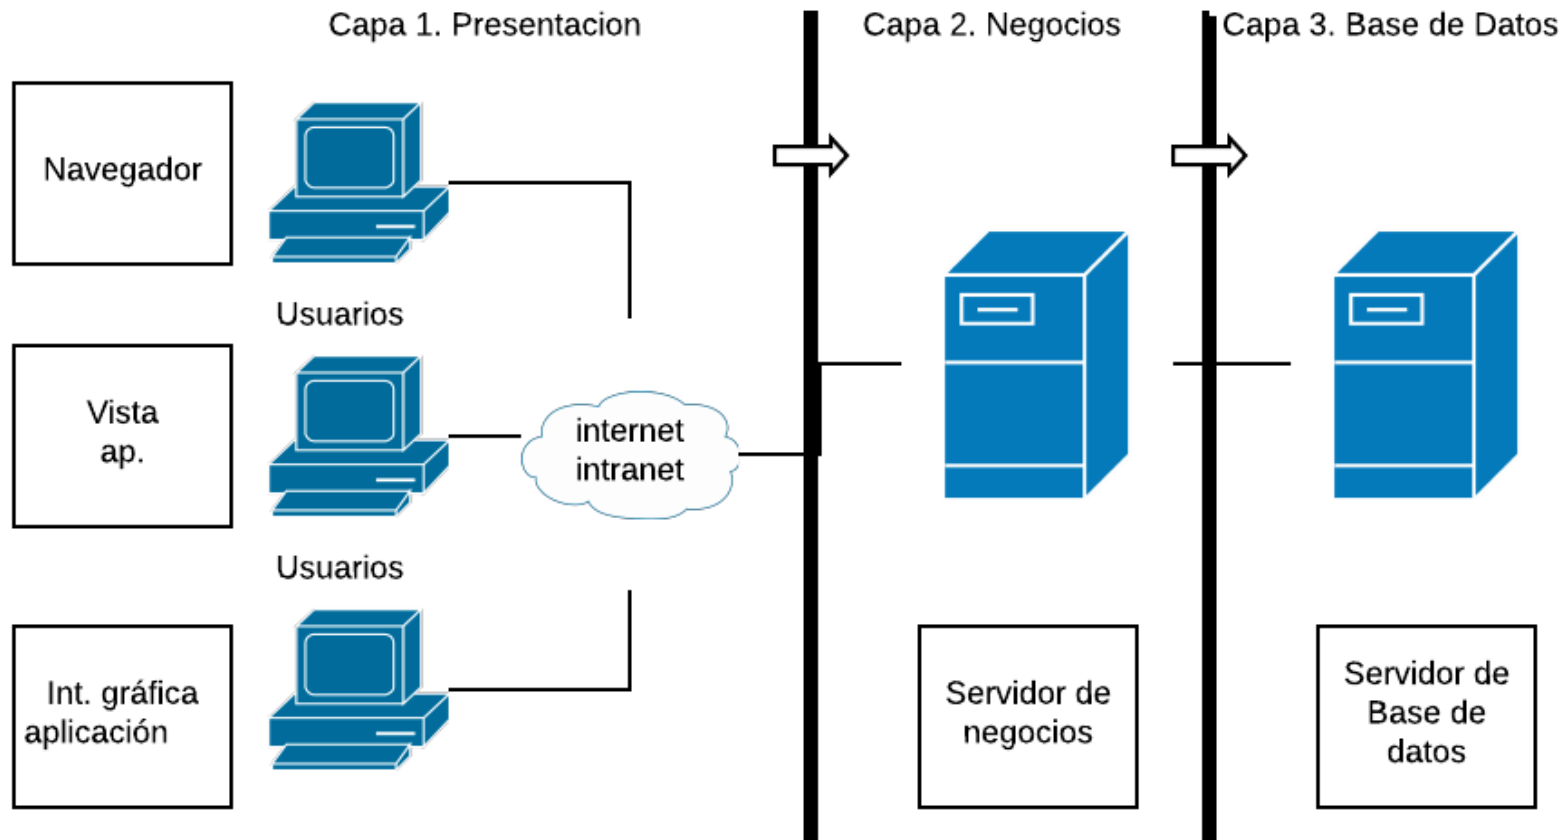 Capa 1. Presentacion
Capa 2. Negocios
Capa 3. Base de Datos
Navegador
Usuarios
Vista
ap.
internet
intranet
Usuarios
Int. gráfica
aplicación
Servidor de
negocios
Servidor de
Base de
datos